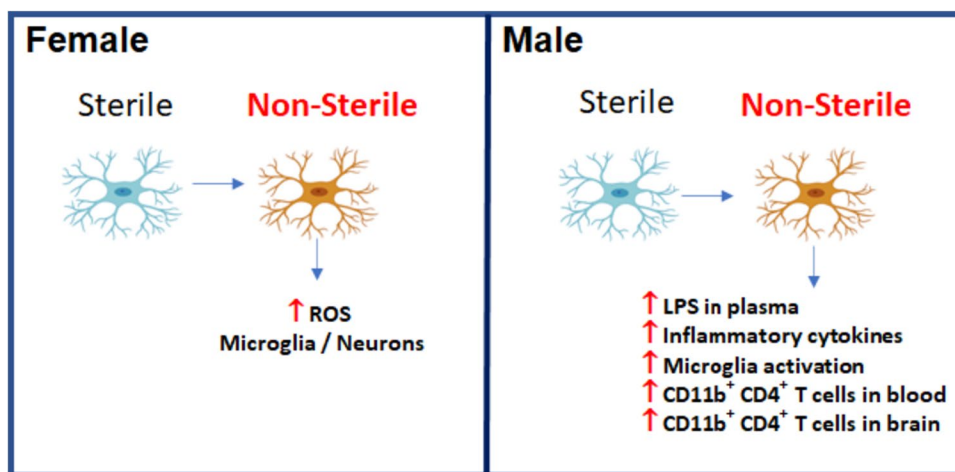 Female
Sterile Non-Sterile
↑ ROS
Microglia / Neurons
Male
Sterile Non-Sterile
↑ LPS in plasma
↑ Inflammatory cytokines
↑ Microglia activation
↑ CD11b⁺ CD4⁺ T cells in blood
↑ CD11b⁺ CD4⁺ T cells in brain